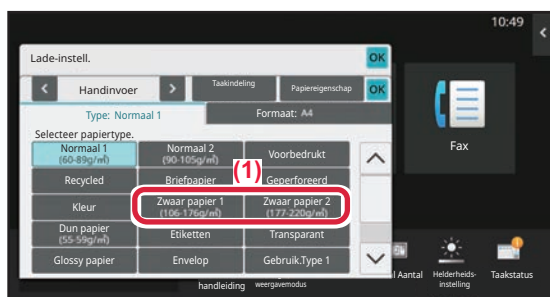 10:49
Lade-instell.
OK
Handinvoer
Taakindeling
Papiereigenschap
OK
Type: Normaal 1
Formaat: A4
Selecteer papiertype.
Normaal 1
(60-89g/㎡)
Normaal 2
(90-105g/㎡)
Voorbedrukt
Recycled
Briefpapier
(1)
Geperforeerd
Kleur
Zwaar papier 1
(106-176g/㎡)
Zwaar papier 2
(177-220g/㎡)
Dun papier
(55-59g/㎡)
Etiketten
Transparant
Glossy papier
Envelop
Gebruik.Type 1
Fax
handleiding
weergavemodus
l Aantal
Helderheids-
instelling
Taakstatus